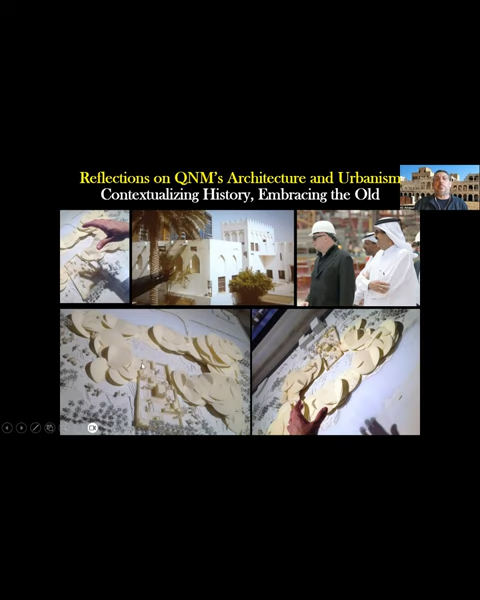 Reflections on QNM's Architecture and Urbanism
Contextualizing History, Embracing the Old